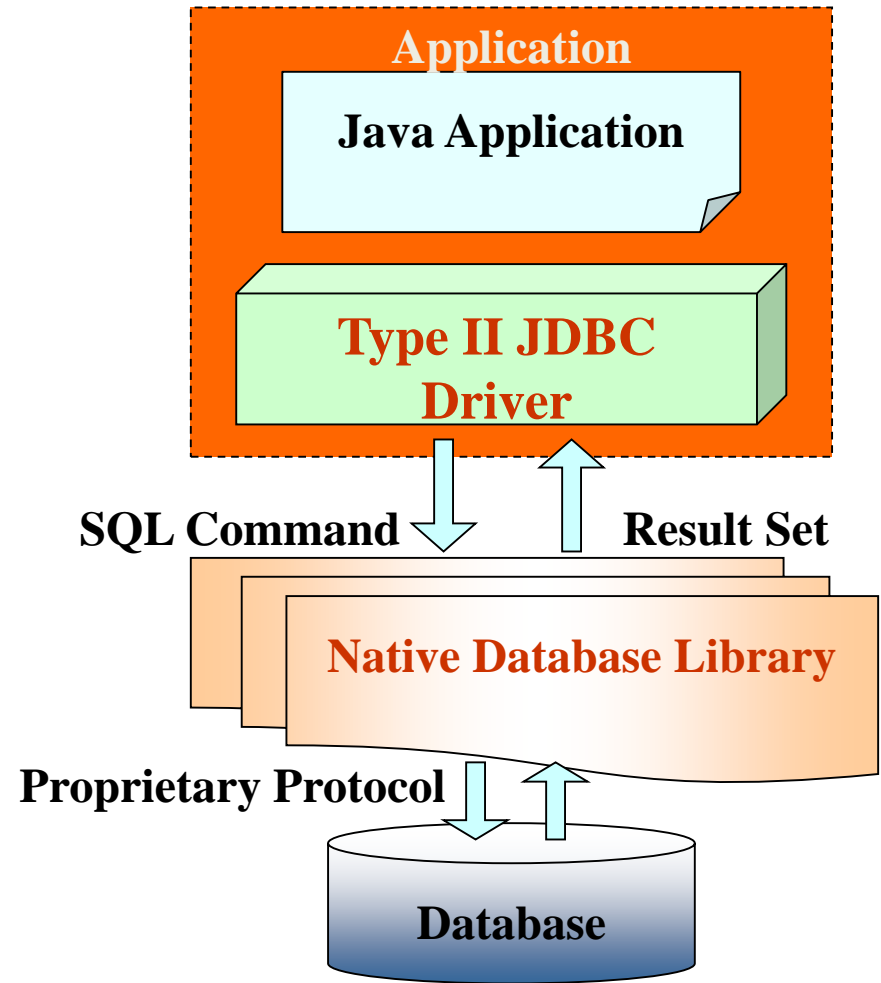 Application
Java Application
Type II JDBC
Driver
SQL Command
Result Set
Native Database Library
Proprietary Protocol
Database